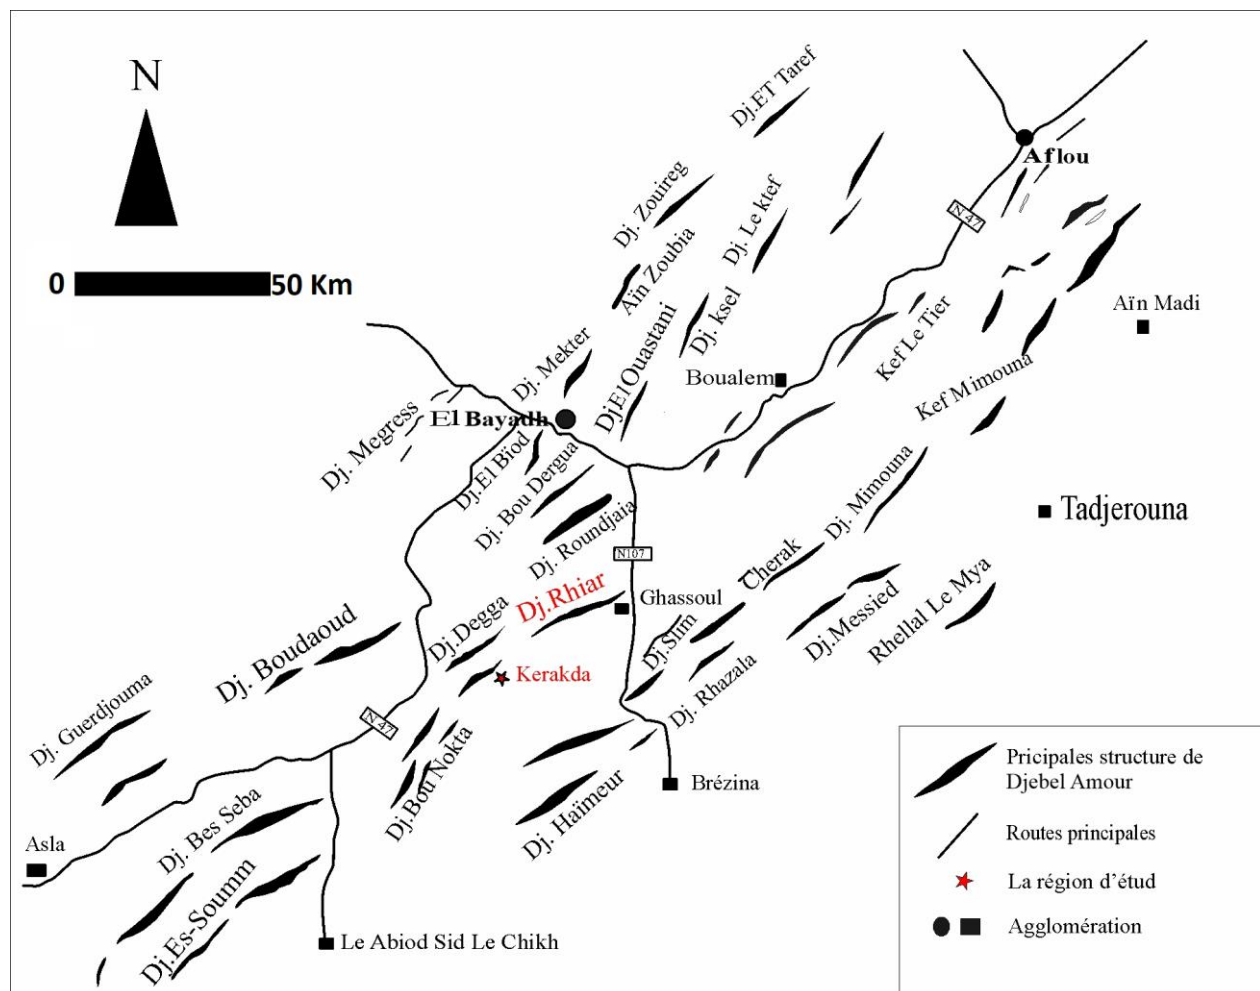 N
0
50 Km
Dj.ET Taref
Aflou
Dj. Zouireg
Dj. Le ktef
N 47
Aïn Zoubia
Aïn Madi
Dj. ksel
Kef Le Tier
Dj. Mekter
DjElOuastani
Boualem
Kef Mimouna
Dj. Megress
El Bayadh
Dj.El Biod
Dj. Bou Dergua
Dj. Mimouna
Tadjerouna
Dj. Roundjaia
N107
Cherak
Dj.Rhiar
Ghassoul
Rhellal Le Mya
Dj.Messied
Dj.Degga
Dj.Slim
Dj. Boudaoud
Kerakda
Dj. Rhazala
Dj. Guerdjouma
N 47
Dj.Bou Nokta
Brézina
Dj. Haïmeur
Dj. Bes Seba
Asla
Dj.Es-Soumm
Le Abiod Sid Le Chikh
Pricipales structure de
Djebel Amour
Routes principales
La région d'étud
Agglomération